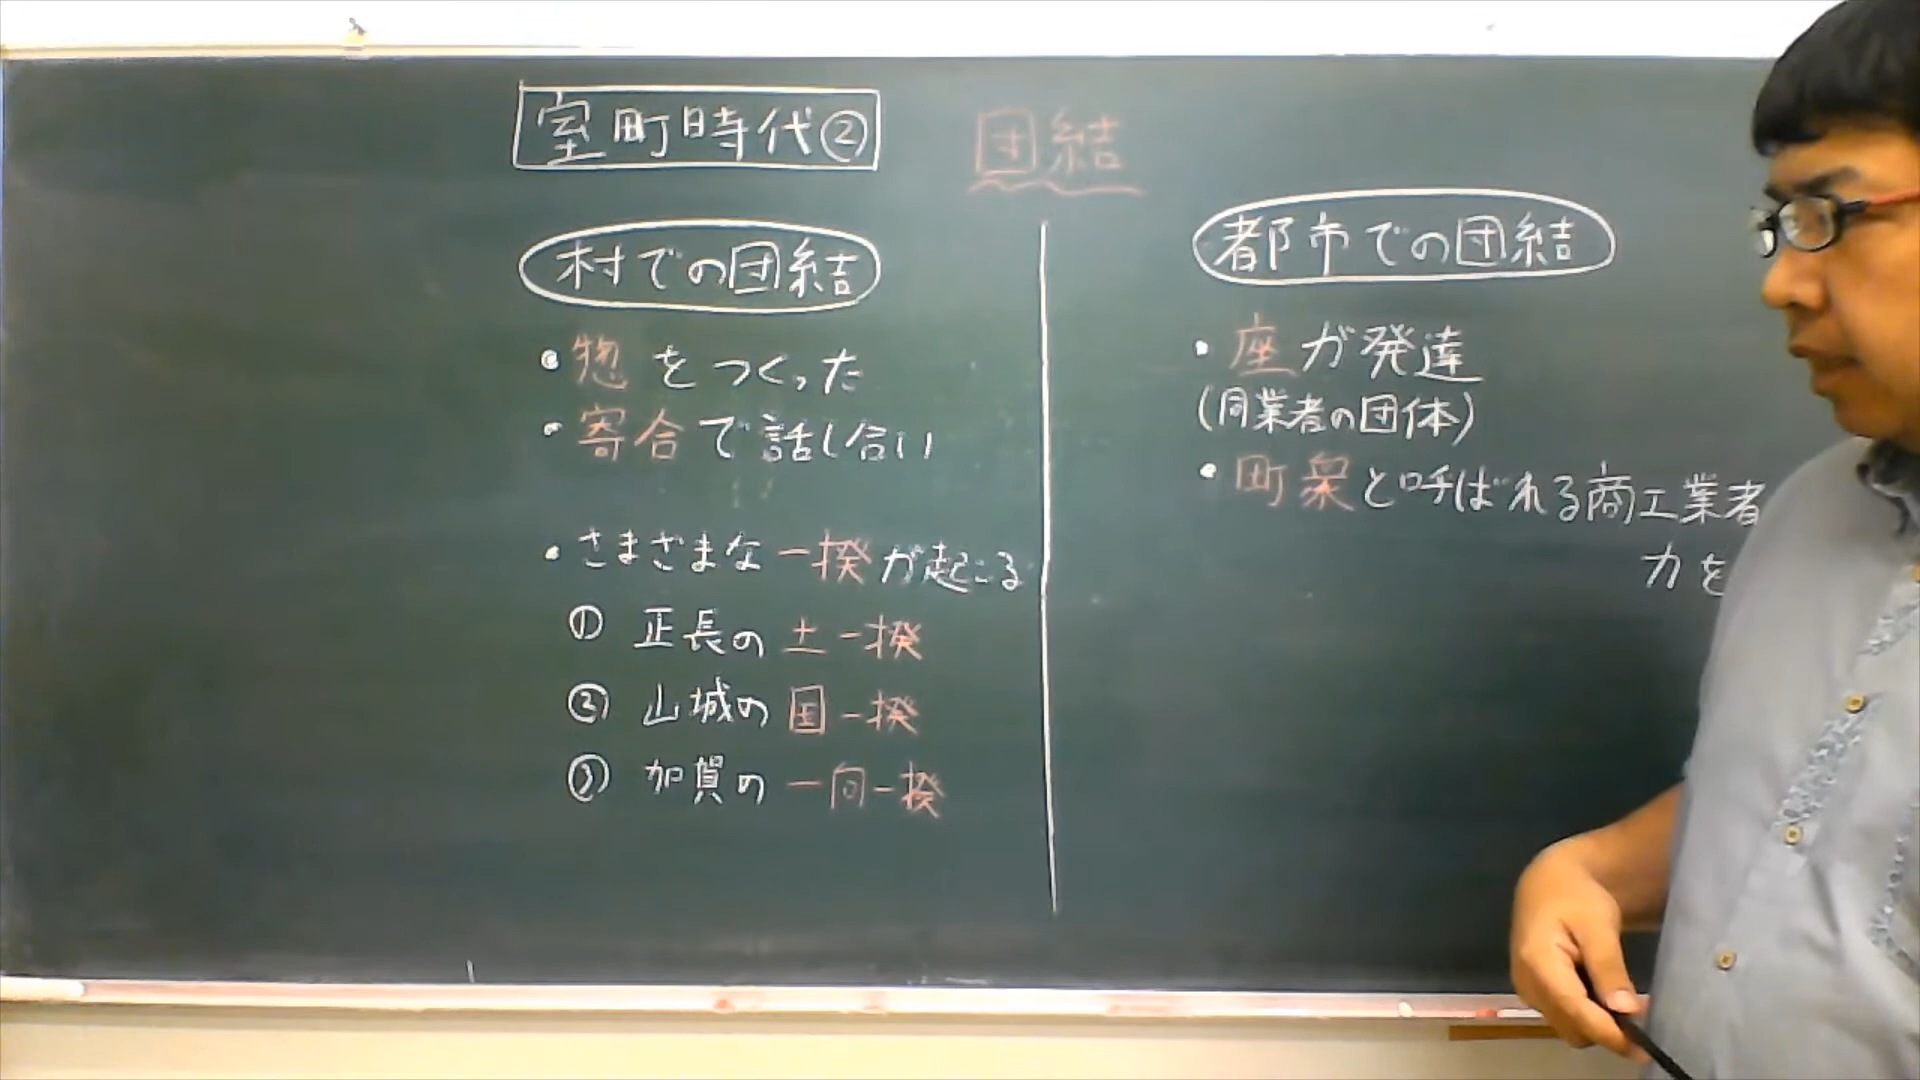 室町時代②
団結
村での団結
・惣をつくった
・寄合で話し合い
・さまざまな一揆が起こる
① 正長の土一揆
② 山城の国一揆
③ 加賀の一向一揆
都市での団結
・座が発達
(同業者の団体)
・町衆と呼ばれる商工業者
力を